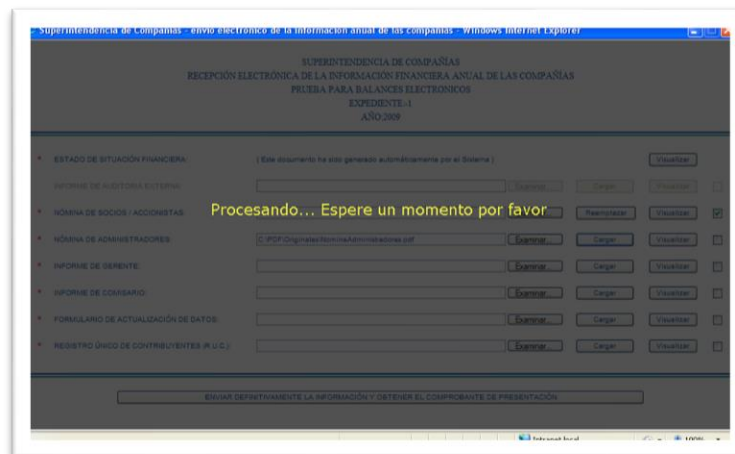 Superintendencia de Compañías - envío electrónico de la información anual de las compañías - Windows Internet Explorer
SUPERINTENDENCIA DE COMPAÑÍAS
RECEPCIÓN ELECTRÓNICA DE LA INFORMACIÓN FINANCIERA ANUAL DE LAS COMPAÑÍAS
PRUEBA PARA BALANCES ELECTRONICOS
EXPEDIENTE:-1
AÑO:2009
* ESTADO DE SITUACIÓN FINANCIERA: ( Este documento ha sido generado automáticamente por el Sistema ) Visualizar
INFORME DE AUDITORIA EXTERNA: Examinar... Cargar Visualizar
* NÓMINA DE SOCIOS / ACCIONISTAS: Reemplazar Visualizar
Procesando... Espere un momento por favor
* NÓMINA DE ADMINISTRADORES: C:\PDF\Originales\NominaAdministradores.pdf Examinar... Cargar Visualizar
* INFORME DE GERENTE: Examinar... Cargar Visualizar
* INFORME DE COMISARIO: Examinar... Cargar Visualizar
* FORMULARIO DE ACTUALIZACIÓN DE DATOS: Examinar... Cargar Visualizar
* REGISTRO ÚNICO DE CONTRIBUYENTES (R.U.C.): Examinar... Cargar Visualizar
ENVIAR DEFINITIVAMENTE LA INFORMACIÓN Y OBTENER EL COMPROBANTE DE PRESENTACIÓN
Intranet local 100%